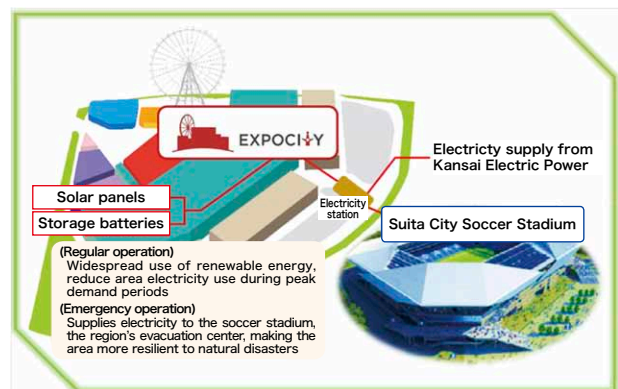 EXPOCITY
Electricty supply from
Kansai Electric Power
Solar panels
Storage batteries
Electricity
station
Suita City Soccer Stadium
(Regular operation)
Widespread use of renewable energy,
reduce area electricity use during peak
demand periods
(Emergency operation)
Supplies electricity to the soccer stadium,
the region's evacuation center, making the
area more resilient to natural disasters